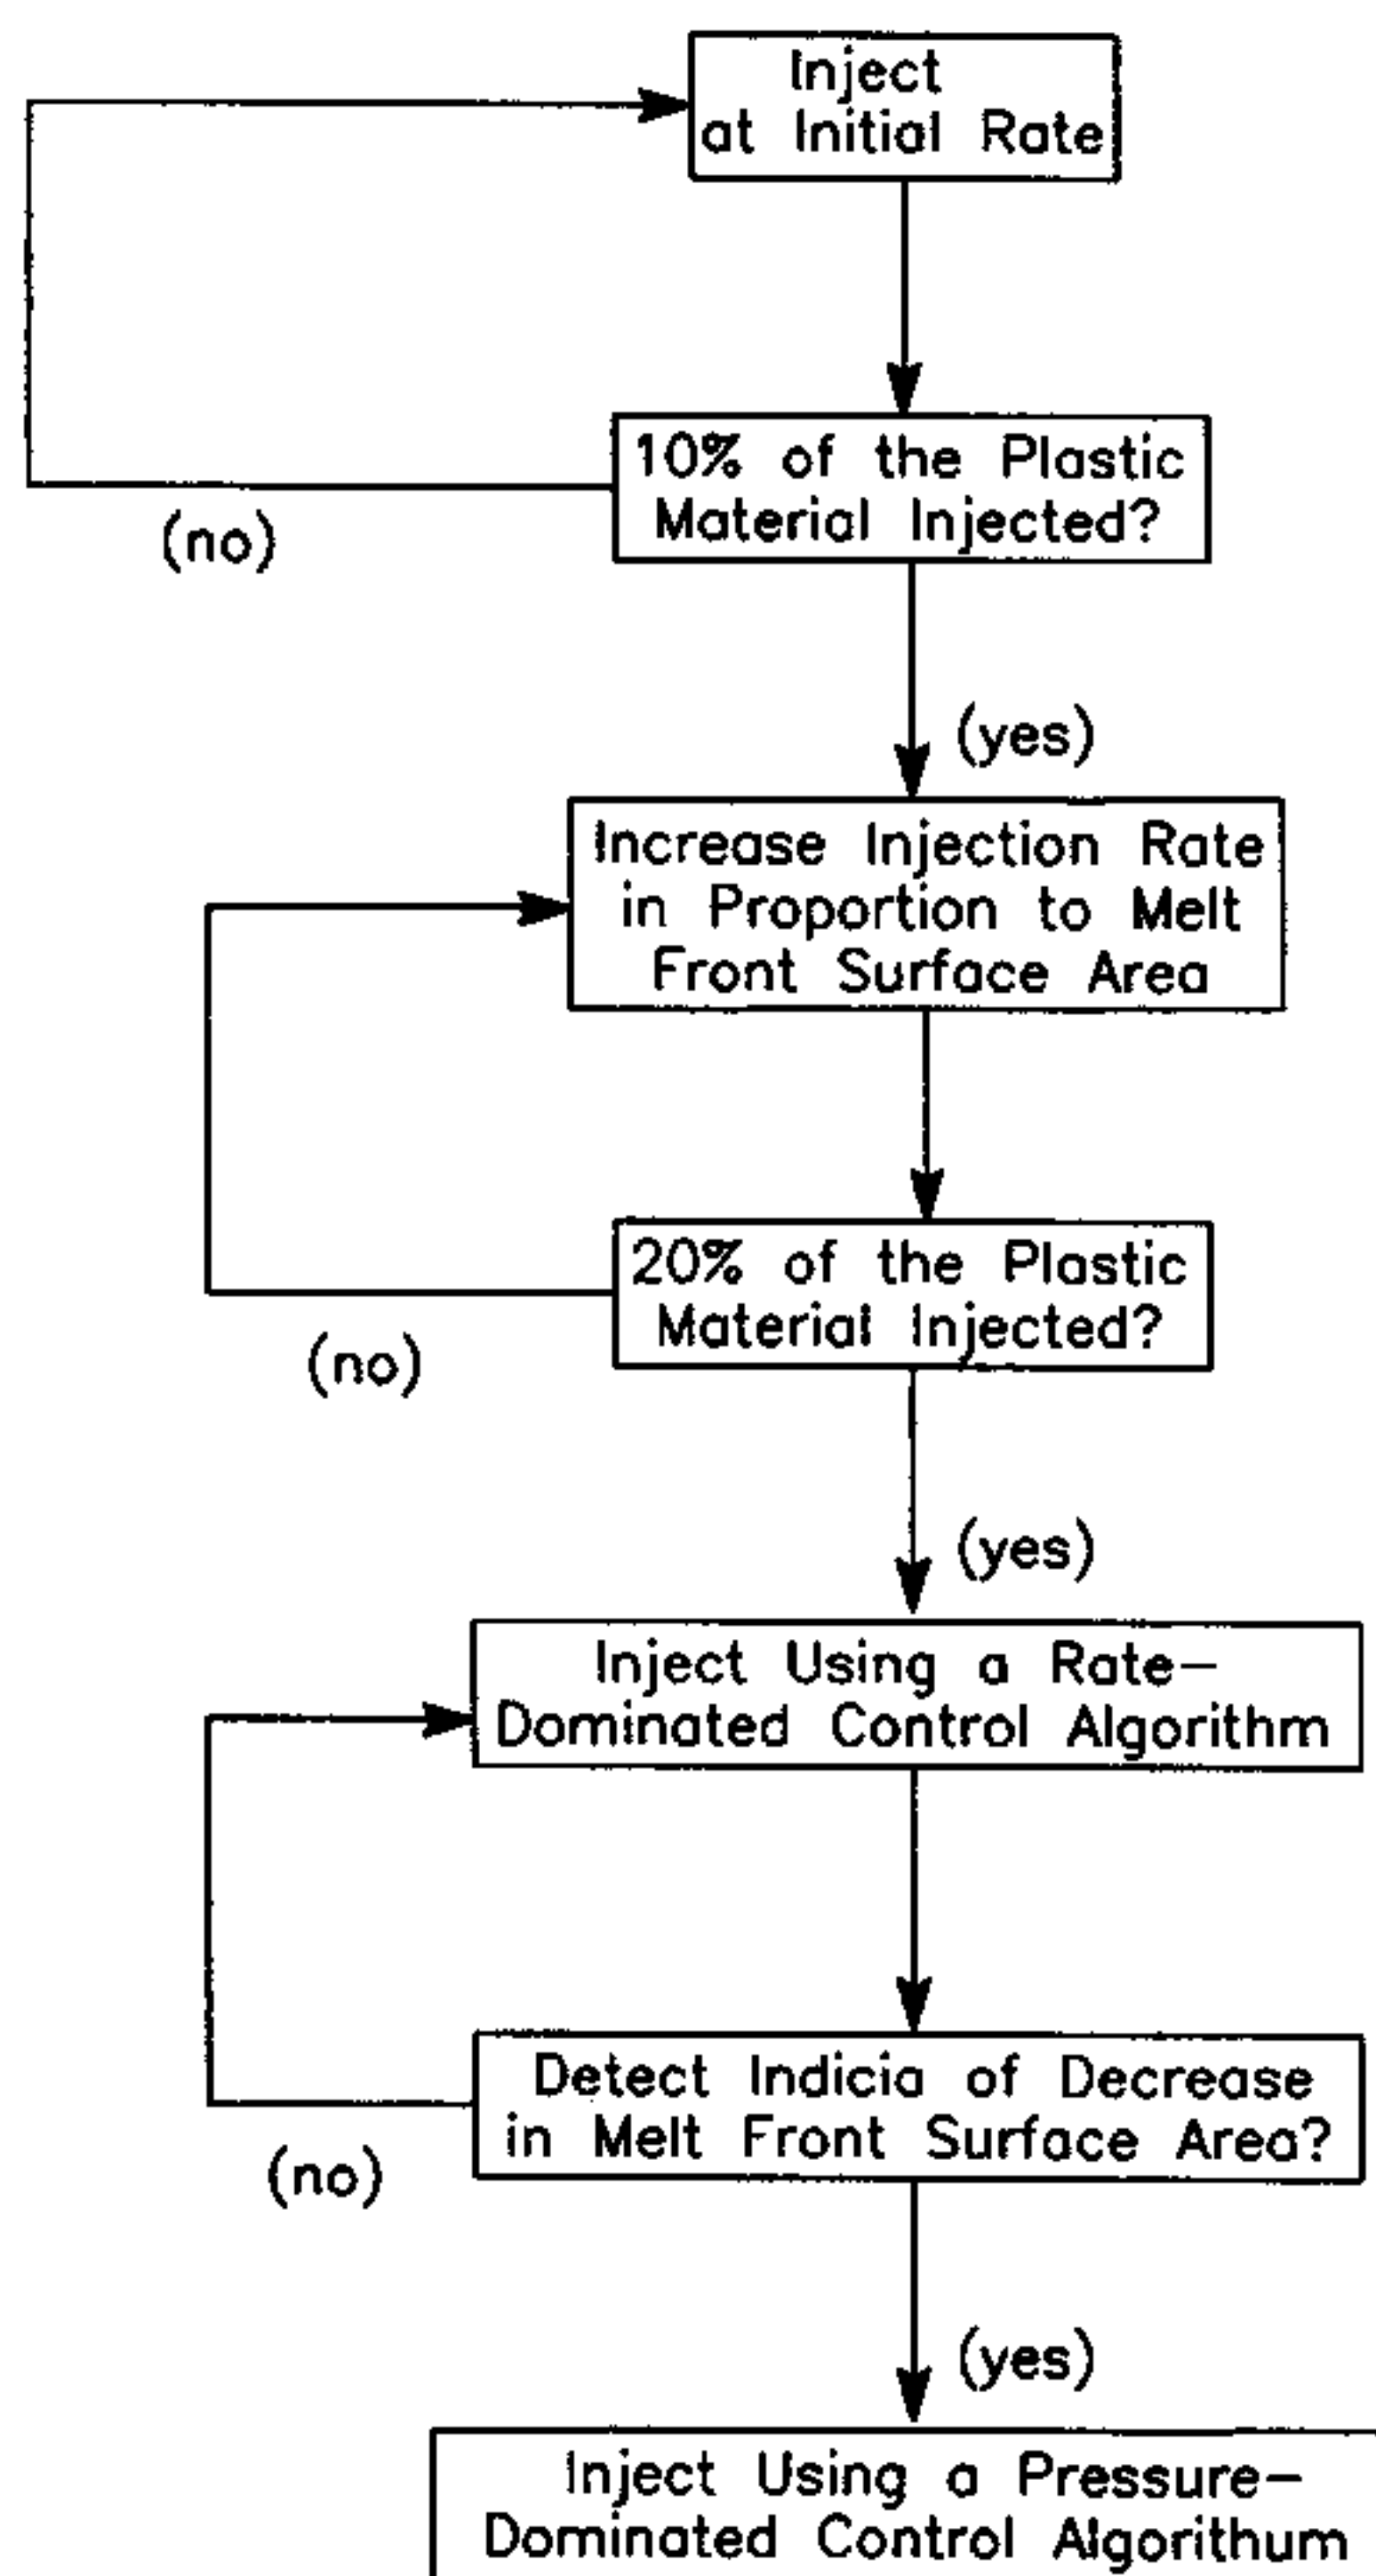 Inject
at Initial Rate
10% of the Plastic
Material Injected?
(no)
(yes)
Increase Injection Rate
in Proportion to Melt
Front Surface Area
20% of the Plastic
Material Injected?
(no)
(yes)
Inject Using a Rate-
Dominated Control Algorithm
Detect Indicia of Decrease
in Melt Front Surface Area?
(no)
(yes)
Inject Using a Pressure-
Dominated Control Algorithum